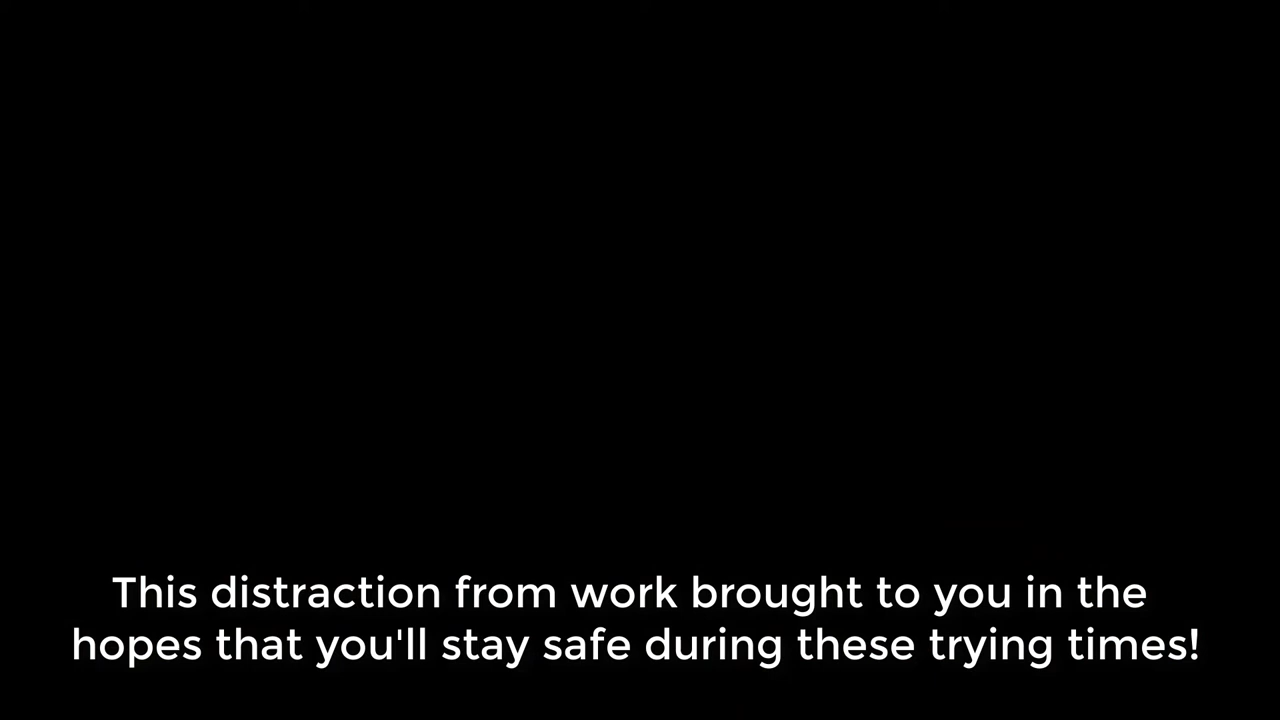 This distraction from work brought to you in the
hopes that you'll stay safe during these trying times!